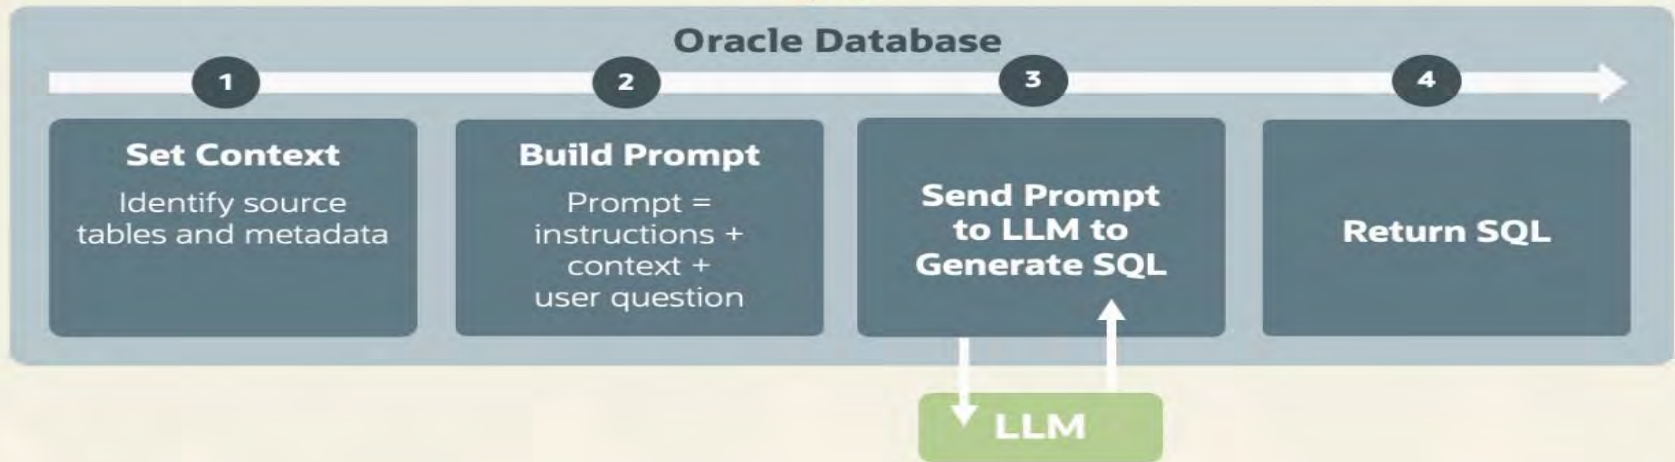 Oracle Database
1
2
3
4
Set Context
Identify source
tables and metadata
Build Prompt
Prompt =
instructions +
context +
user question
Send Prompt
to LLM to
Generate SQL
Return SQL
LLM